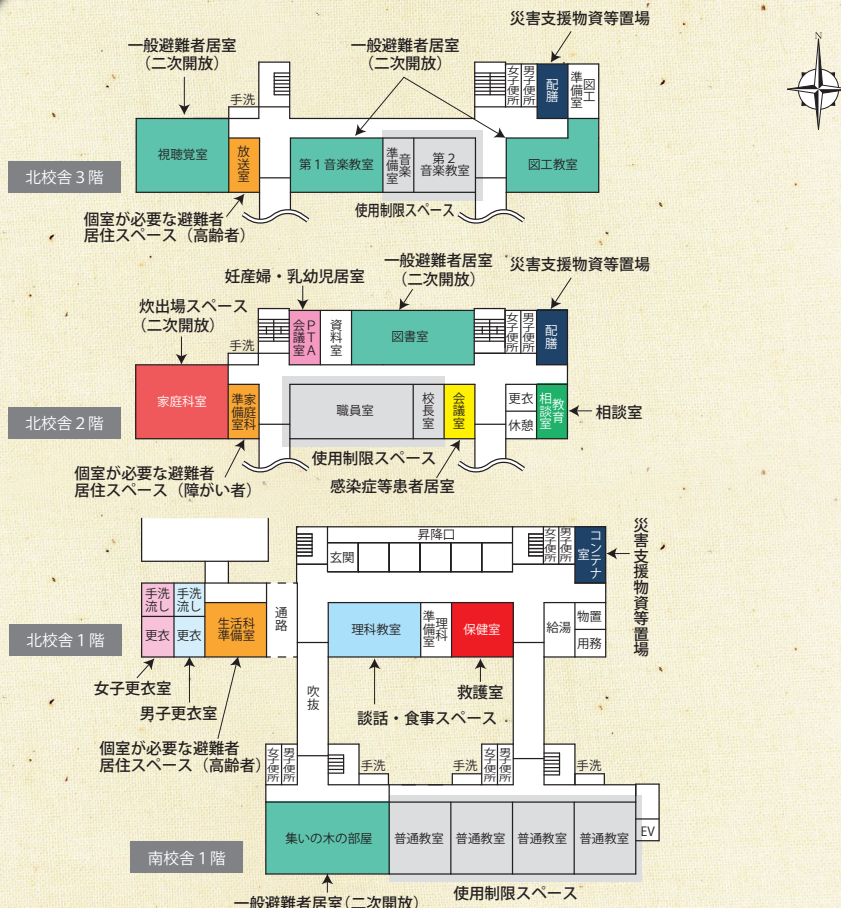 災害支援物資等置場
一般避難者居室
（二次開放）
一般避難者居室
（二次開放）
N
手洗
女子便所
男子便所
配膳
図工
準備室
視聴覚室
放送室
第１音楽教室
音楽
準備室
第２
音楽教室
図工教室
北校舎３階
使用制限スペース
個室が必要な避難者
居住スペース（高齢者）
妊産婦・乳幼児居室
一般避難者居室
（二次開放）
災害支援物資等置場
炊出場スペース
（二次開放）
手洗
PTA
会議室
資料室
図書室
女子便所
男子便所
配膳
家庭科室
家庭科
準備室
職員室
校長室
会議室
更衣
休憩
教育
相談室
相談室
北校舎２階
使用制限スペース
個室が必要な避難者
居住スペース（障がい者）
感染症等患者居室
昇降口
玄関
女子便所
男子便所
コンテナ
室
災害支援物資等置場
手洗
流し
手洗
流し
更衣
更衣
生活科
準備室
通路
理科教室
理科
準備室
保健室
給湯
物置
用務
北校舎１階
女子更衣室
男子更衣室
吹抜
救護室
談話・食事スペース
個室が必要な避難者
居住スペース（高齢者）
女子便所
男子便所
手洗
手洗
女子便所
男子便所
手洗
集いの木の部屋
普通教室
普通教室
普通教室
普通教室
EV
南校舎１階
使用制限スペース
一般避難者居室（二次開放）